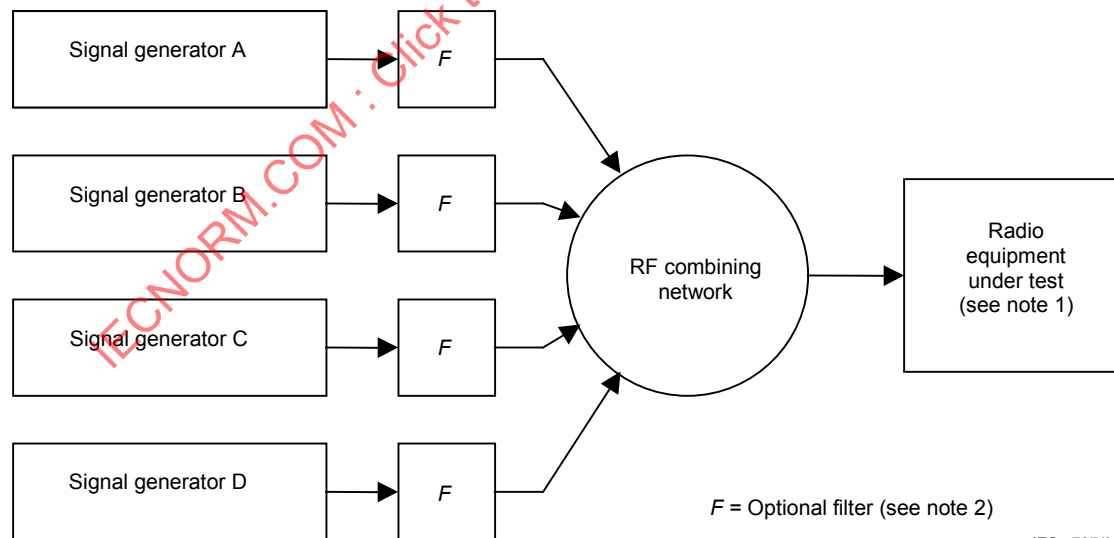 Signal generator A
F
Signal generator B
F
Signal generator C
F
Signal generator D
F
RF combining
network
Radio
equipment
under test
(see note 1)
F = Optional filter (see note 2)
IECNORM.COM : Click